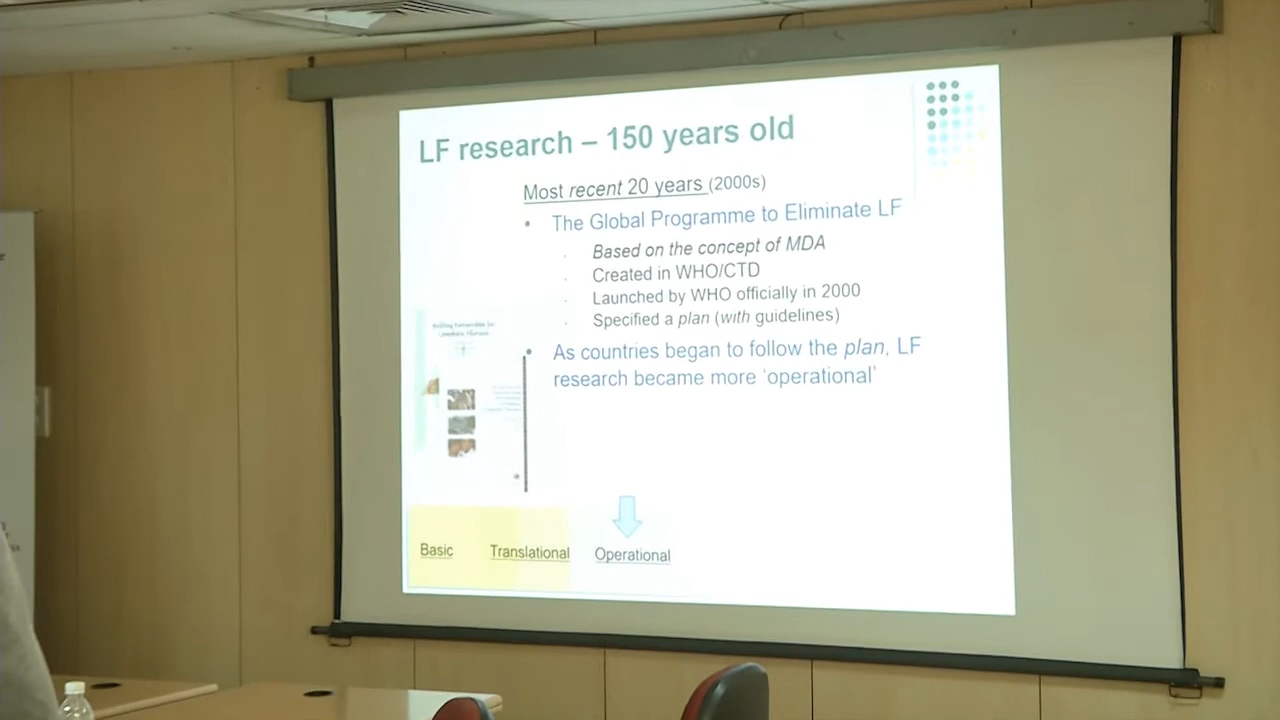 LF research – 150 years old
Most recent 20 years (2000s)
• The Global Programme to Eliminate LF
Based on the concept of MDA
Created in WHO/CTD
Launched by WHO officially in 2000
Specified a plan (with guidelines)
• As countries began to follow the plan, LF
research became more ‘operational’
Basic Translational Operational